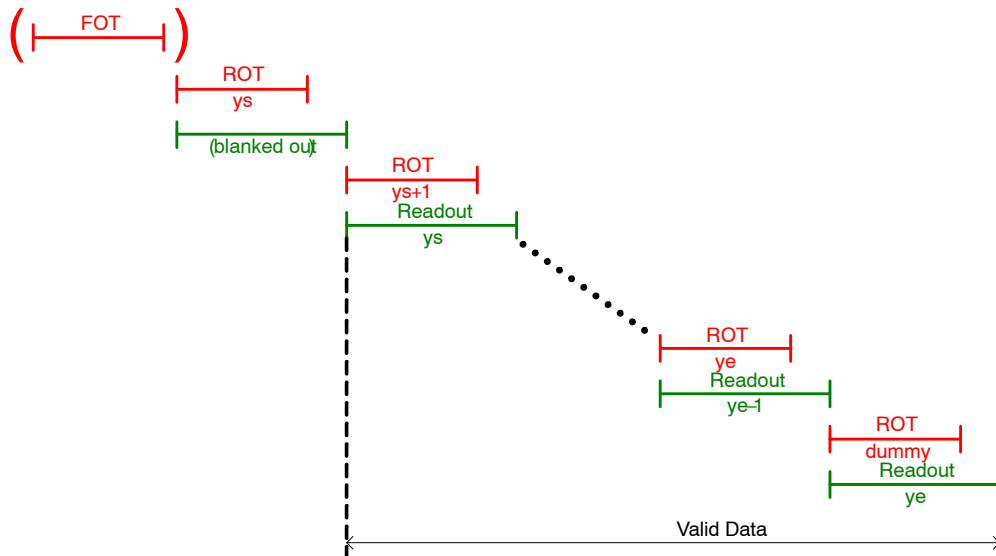 ( FOT )
ROT
ys
(blanked out)
ROT
ys+1
Readout
ys
ROT
ye
Readout
ye–1
ROT
dummy
Readout
ye
Valid Data